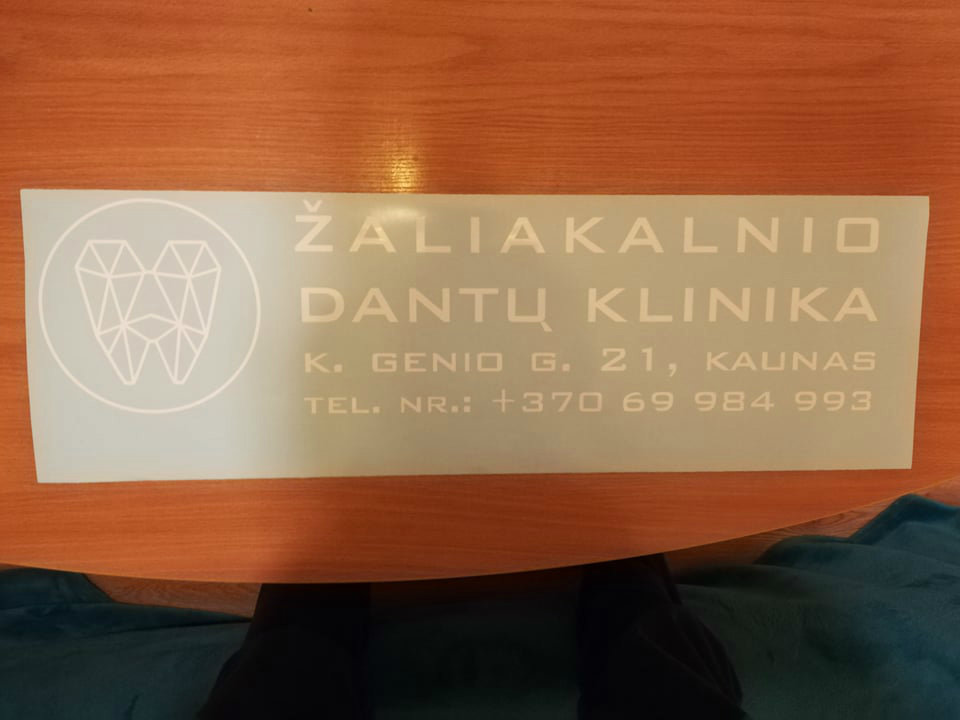 ŽALIAKALNIO
DANTŲ KLINIKA
K. GENIO G. 21, KAUNAS
TEL. NR.: +370 69 984 993